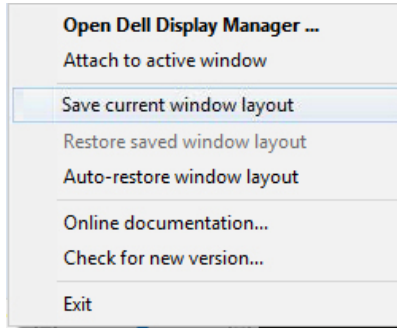 Open Dell Display Manager ...
Attach to active window
Save current window layout
Restore saved window layout
Auto-restore window layout
Online documentation...
Check for new version...
Exit